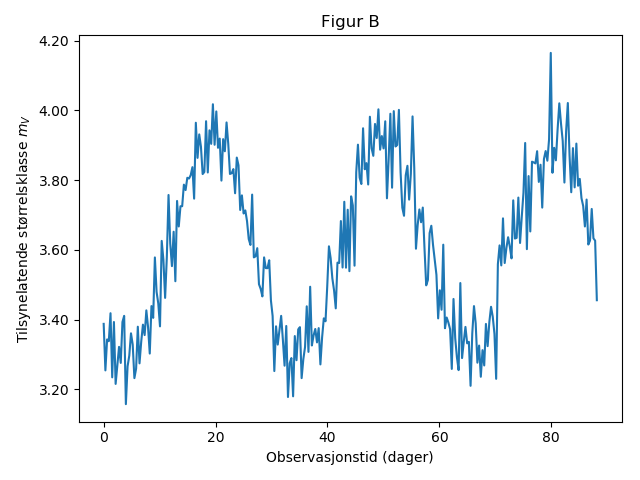 Figur B
Tilsynelatende størrelsklasse $m_V$
4.20
4.00
3.80
3.60
3.40
3.20
0 20 40 60 80
Observasjonstid (dager)